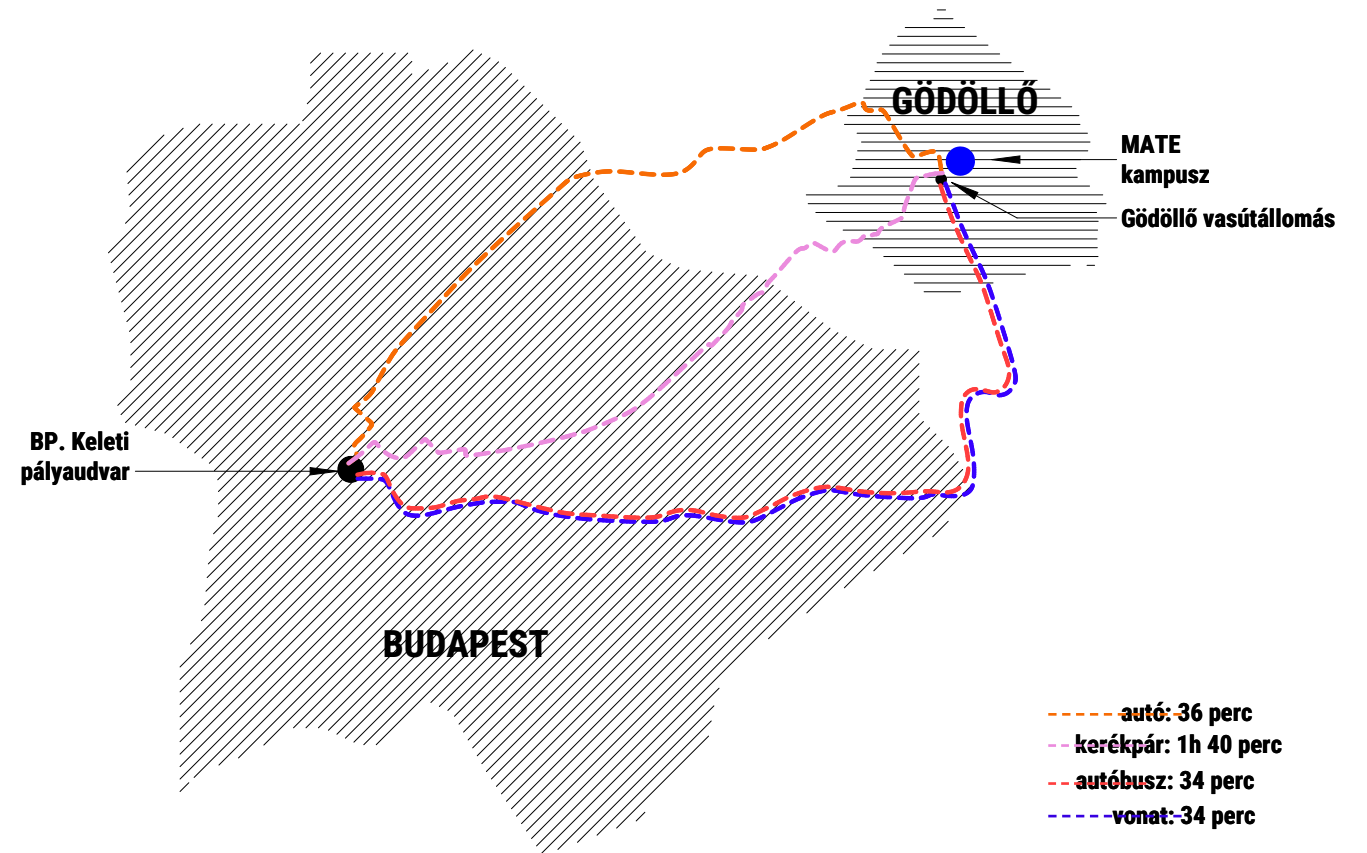 GÖDÖLLŐ
MATE
kampusz
Gödöllő vasútállomás
BP. Keleti
pályaudvar
BUDAPEST
autó: 36 perc
kerékpár: 1h 40 perc
autóbusz: 34 perc
vonat: 34 perc